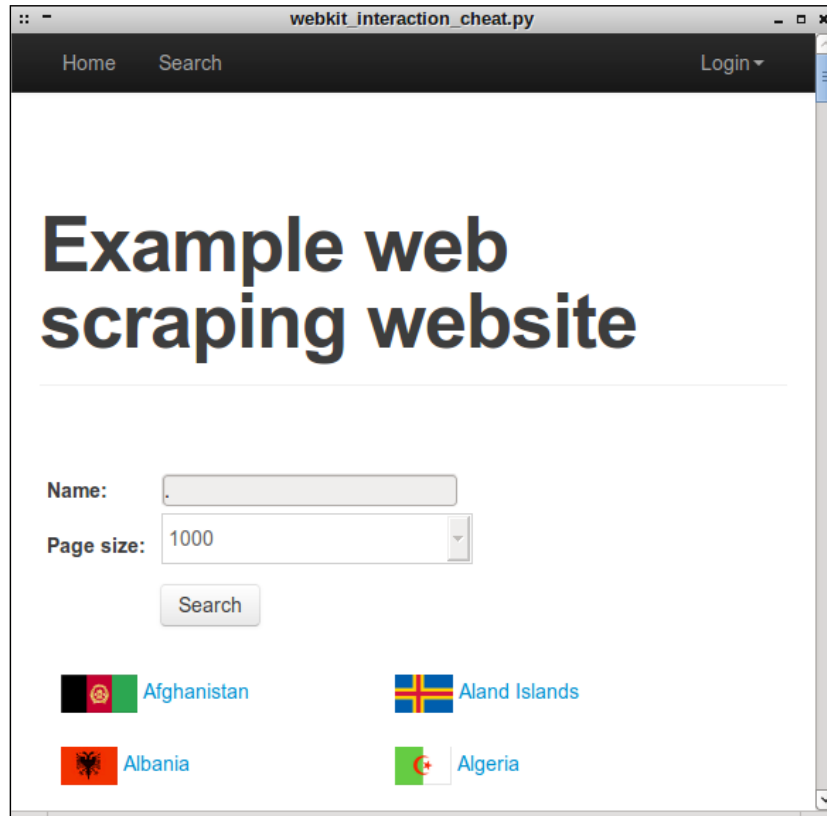 webkit_interaction_cheat.py
Home Search Login
Example web
scraping website
Name: .
Page size: 1000
Search
Afghanistan Aland Islands
Albania Algeria